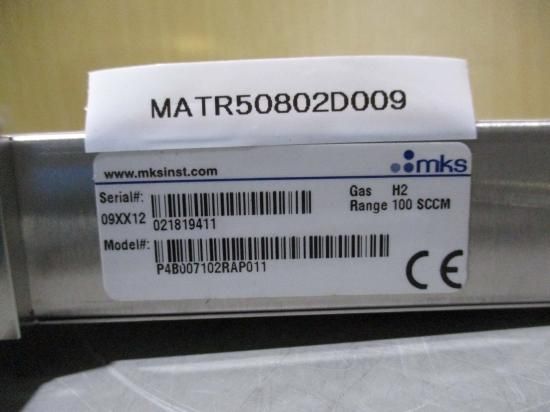 MATR50802D009
www.mksinst.com
mks
Serial#:
09XX12
021819411
Gas H2
Range 100 SCCM
Model#:
P4B007102RAP011
CE